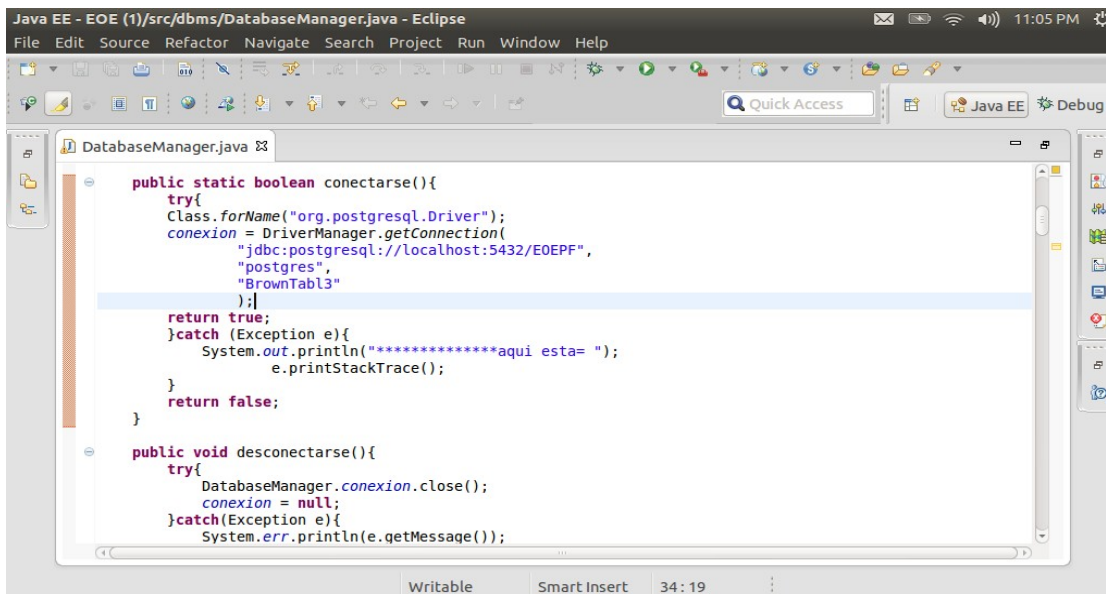 Java EE - EOE (1)/src/dbms/DatabaseManager.java - Eclipse
11:05 PM
File Edit Source Refactor Navigate Search Project Run Window Help
Quick Access
Java EE
Debug
DatabaseManager.java
public static boolean conectarse(){
try{
Class.forName("org.postgresql.Driver");
conexion = DriverManager.getConnection(
"jdbc:postgresql://localhost:5432/EOEPF",
"postgres",
"BrownTabl3"
);
return true;
}catch (Exception e){
System.out.println("**************aqui esta= ");
e.printStackTrace();
}
return false;
}
public void desconectarse(){
try{
DatabaseManager.conexion.close();
conexion = null;
}catch(Exception e){
System.err.println(e.getMessage());
Writable
Smart Insert
34:19